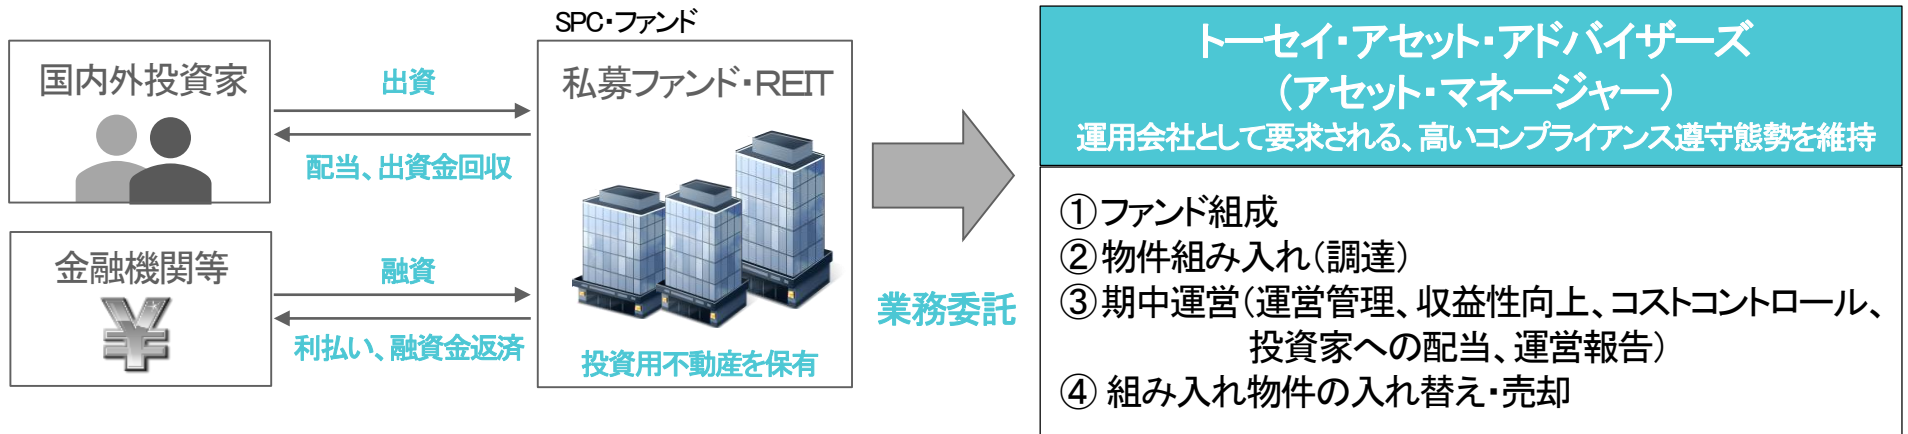 国内外投資家
出資
配当、出資金回収
金融機関等
融資
利払い、融資金返済
SPC・ファンド
私募ファンド・REIT
投資用不動産を保有
業務委託
トーセイ・アセット・アドバイザーズ
（アセット・マネージャー）
運用会社として要求される、高いコンプライアンス遵守態勢を維持
①ファンド組成
②物件組み入れ（調達）
③期中運営（運営管理、収益性向上、コストコントロール、
投資家への配当、運営報告）
④ 組み入れ物件の入れ替え・売却